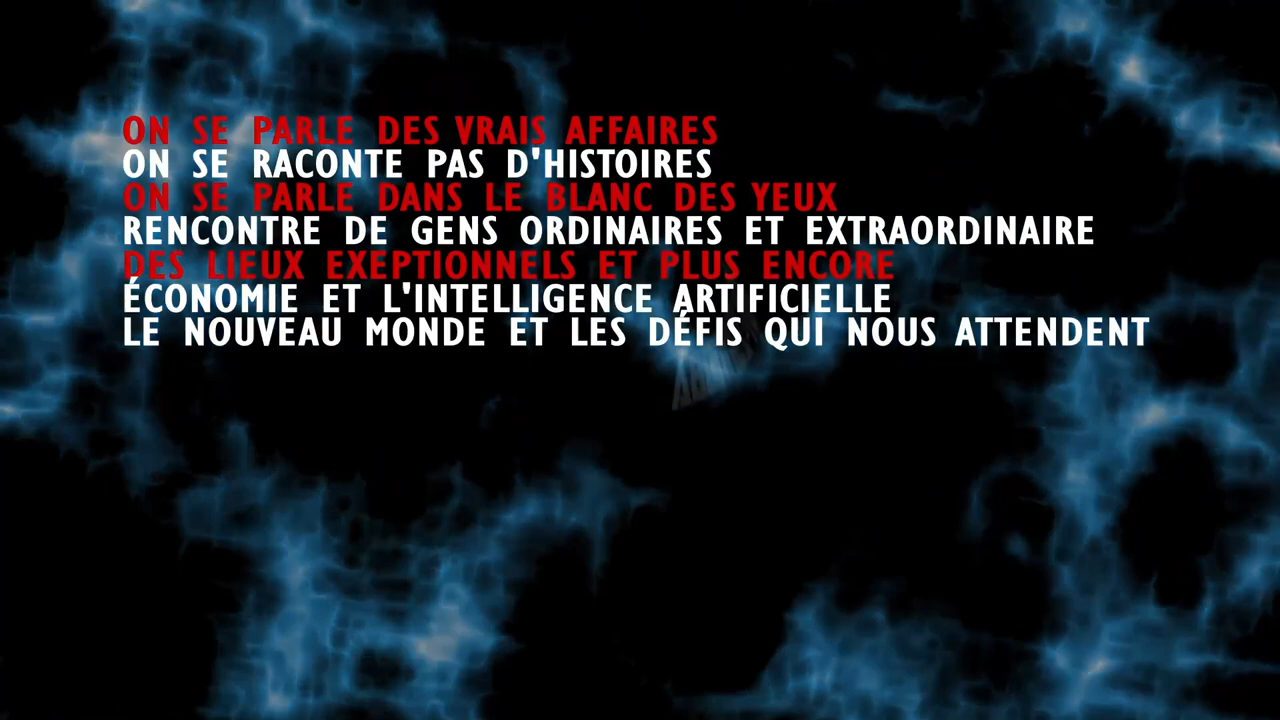 ON SE PARLE DES VRAIS AFFAIRES
ON SE RACONTE PAS D'HISTOIRES
ON SE PARLE DANS LE BLANC DES YEUX
RENCONTRE DE GENS ORDINAIRES ET EXTRAORDINAIRE
DES LIEUX EXEPTIONNELS ET PLUS ENCORE
ÉCONOMIE ET L'INTELLIGENCE ARTIFICIELLE
LE NOUVEAU MONDE ET LES DÉFIS QUI NOUS ATTENDENT